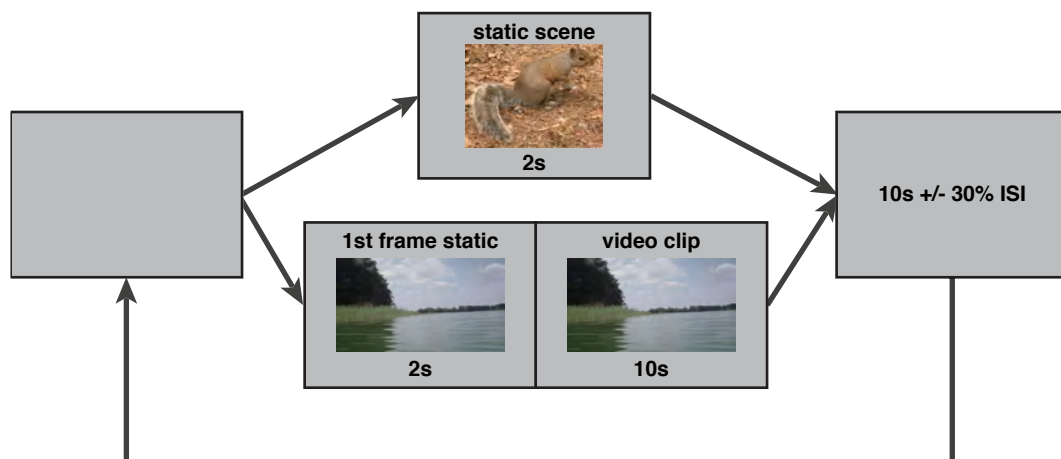 static scene
2s
1st frame static
video clip
2s
10s
10s +/- 30% ISI